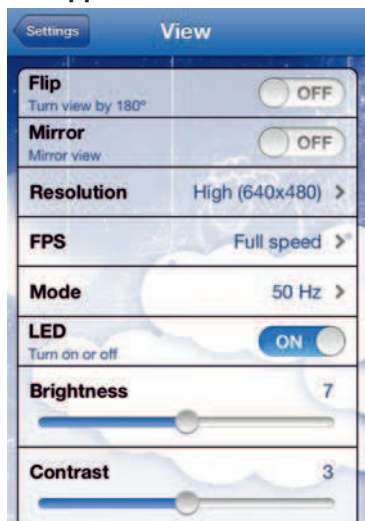 Settings
View
Flip
OFF
Turn view by 180°
Mirror
OFF
Mirror view
Resolution High (640x480) >
FPS Full speed >
Mode 50 Hz >
LED
ON
Turn on or off
Brightness 7
Contrast 3